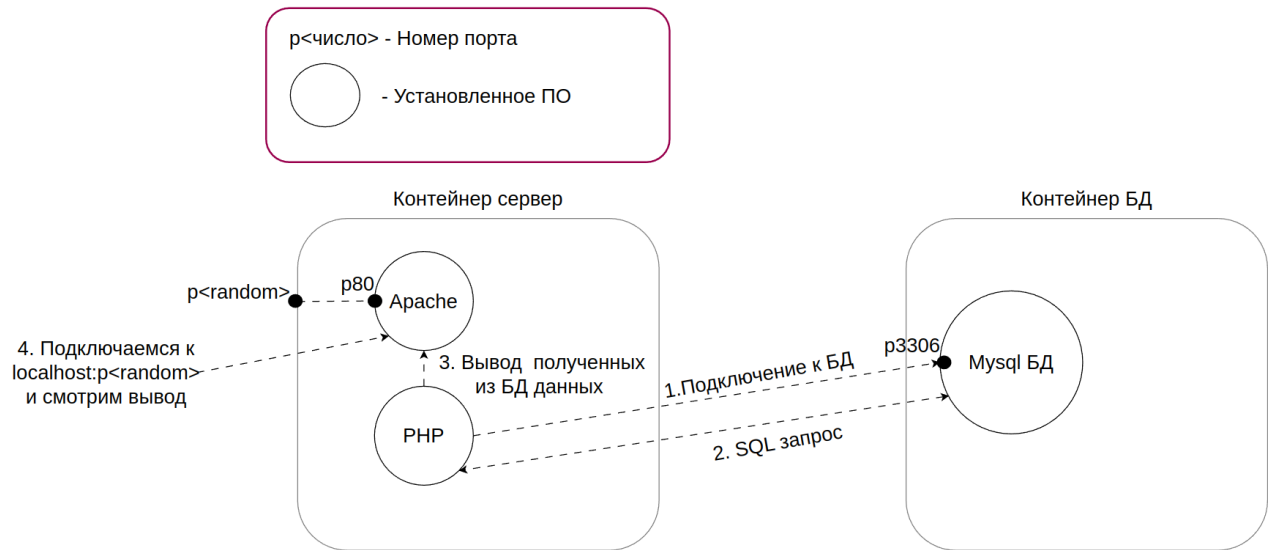 p<число> - Номер порта
- Установленное ПО
Контейнер сервер
Контейнер БД
p<random>
p80
Apache
4. Подключаемся к
localhost:p<random>
и смотрим вывод
3. Вывод полученных
из БД данных
PHP
1.Подключение к БД
2. SQL запрос
p3306
Mysql БД